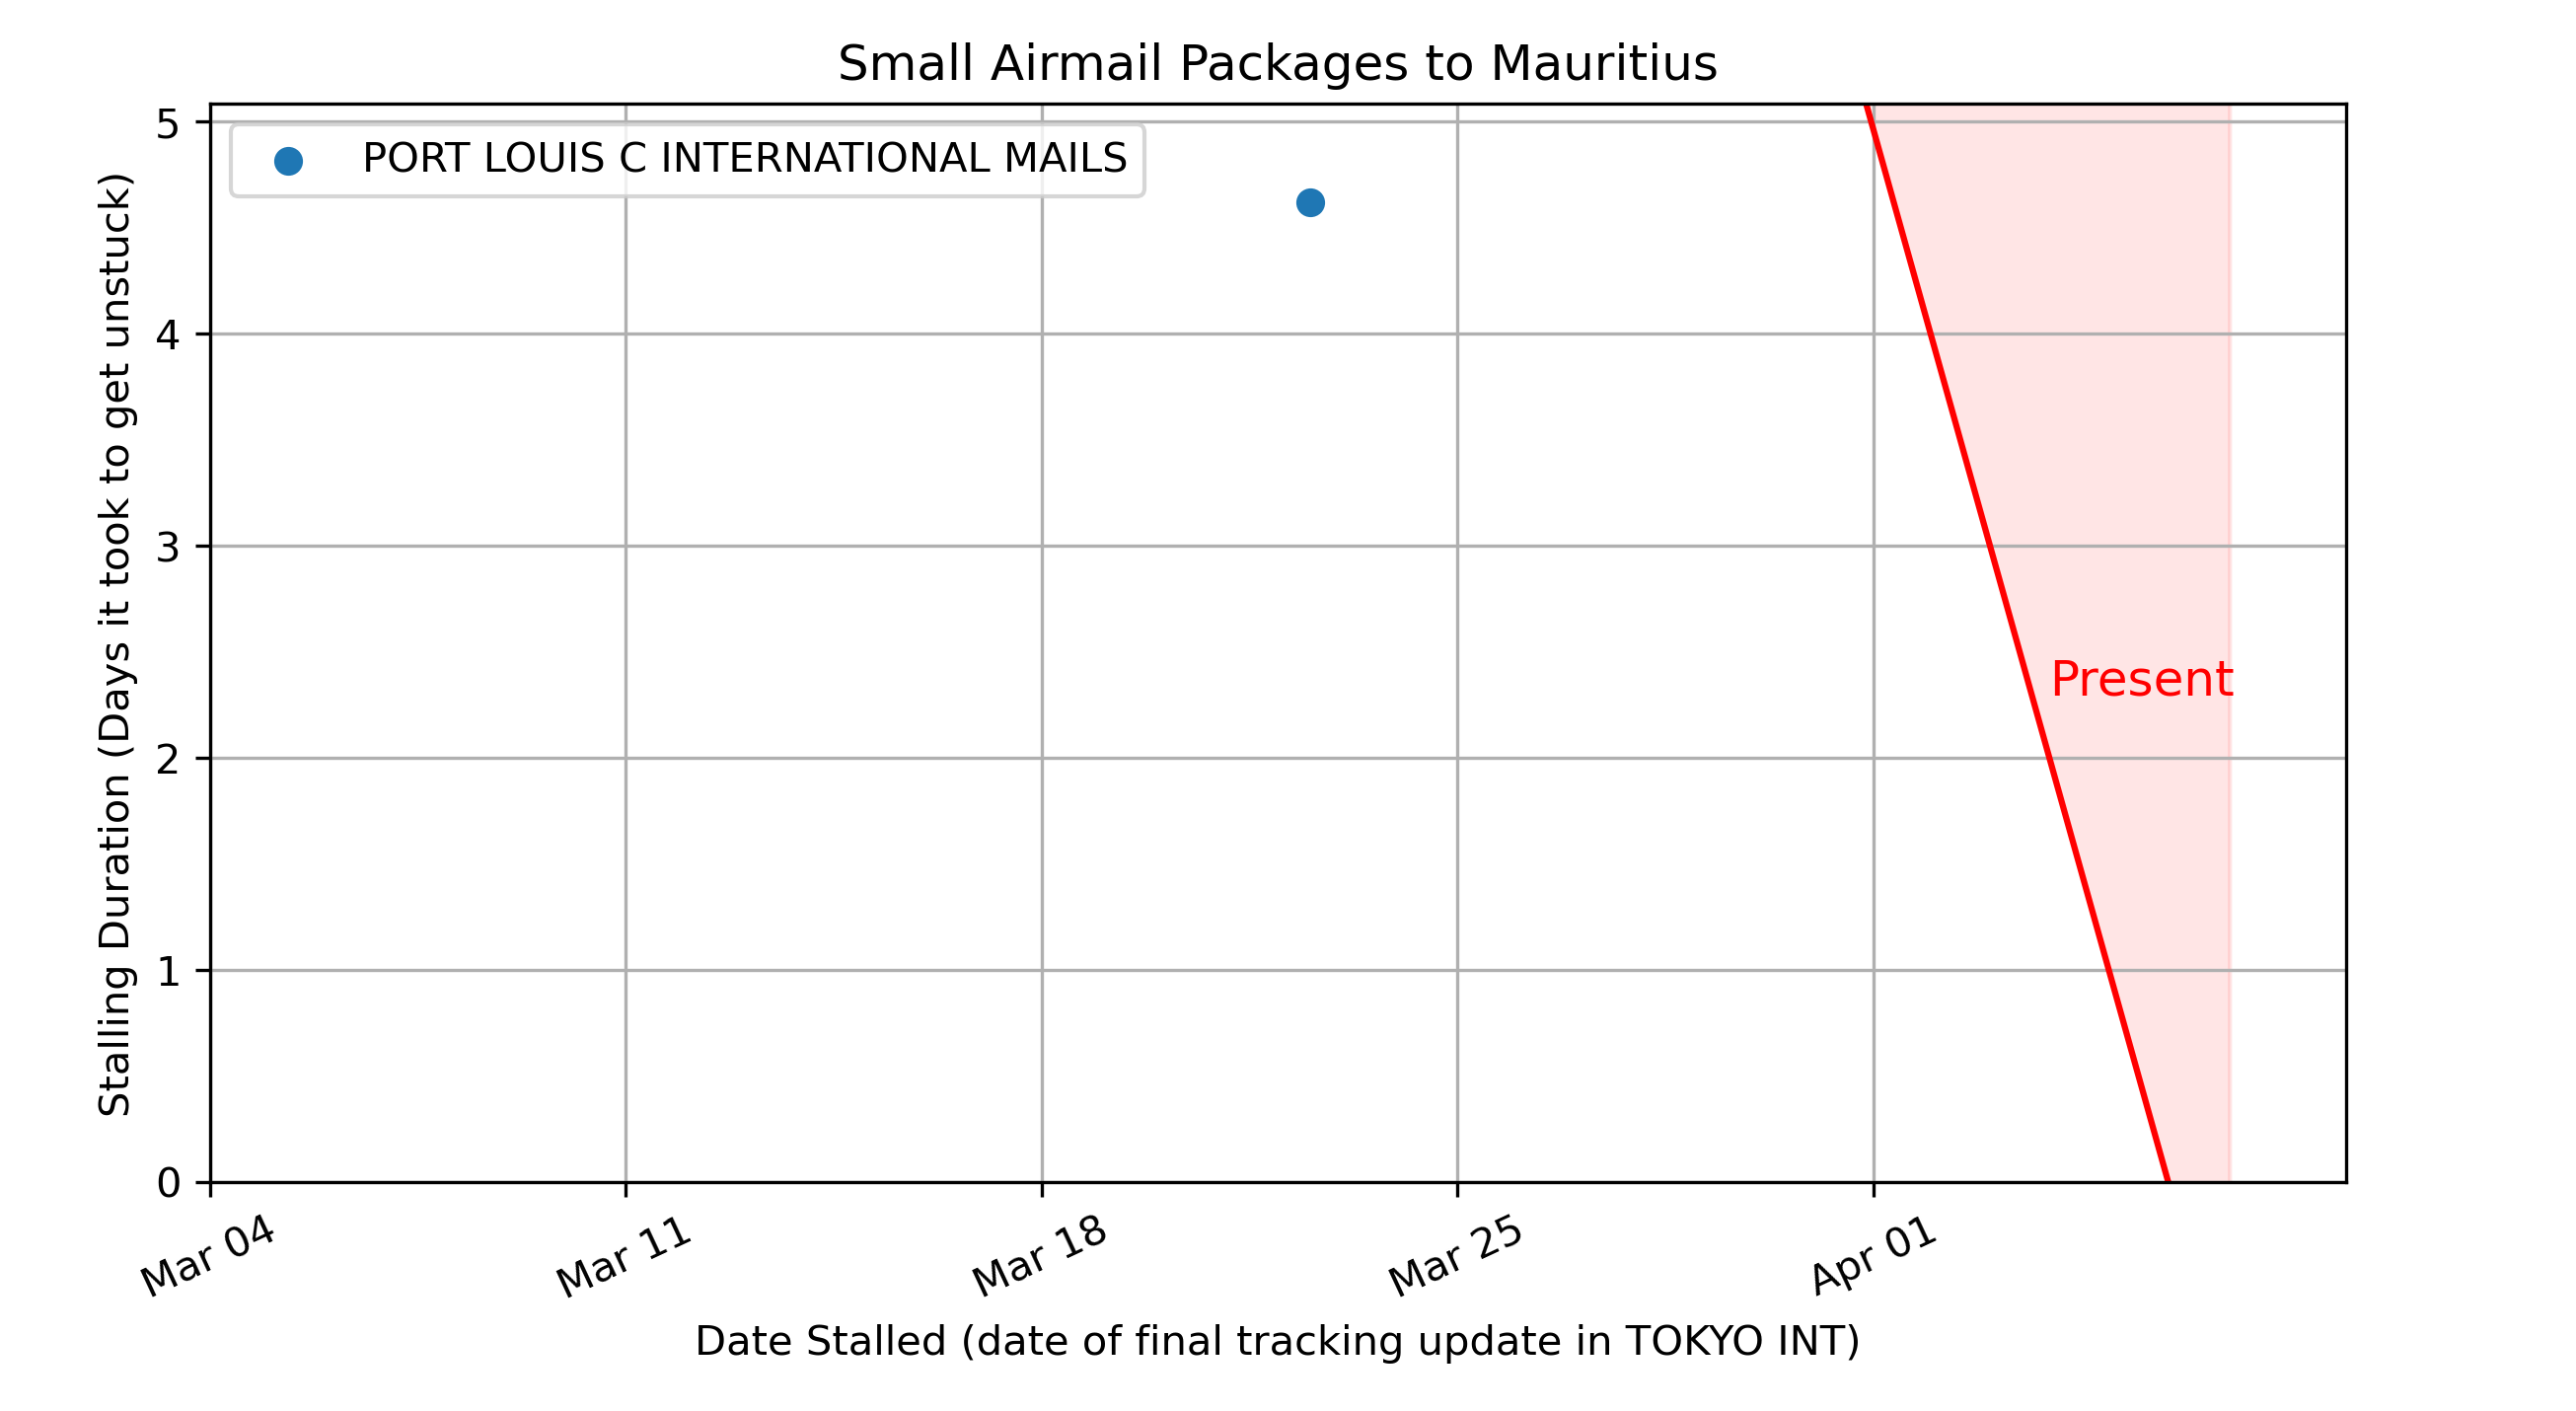 Small Airmail Packages to Mauritius
PORT LOUIS C INTERNATIONAL MAILS
Stalling Duration (Days it took to get unstuck)
5
4
3
2
1
0
Present
Mar 04
Mar 11
Mar 18
Mar 25
Apr 01
Date Stalled (date of final tracking update in TOKYO INT)